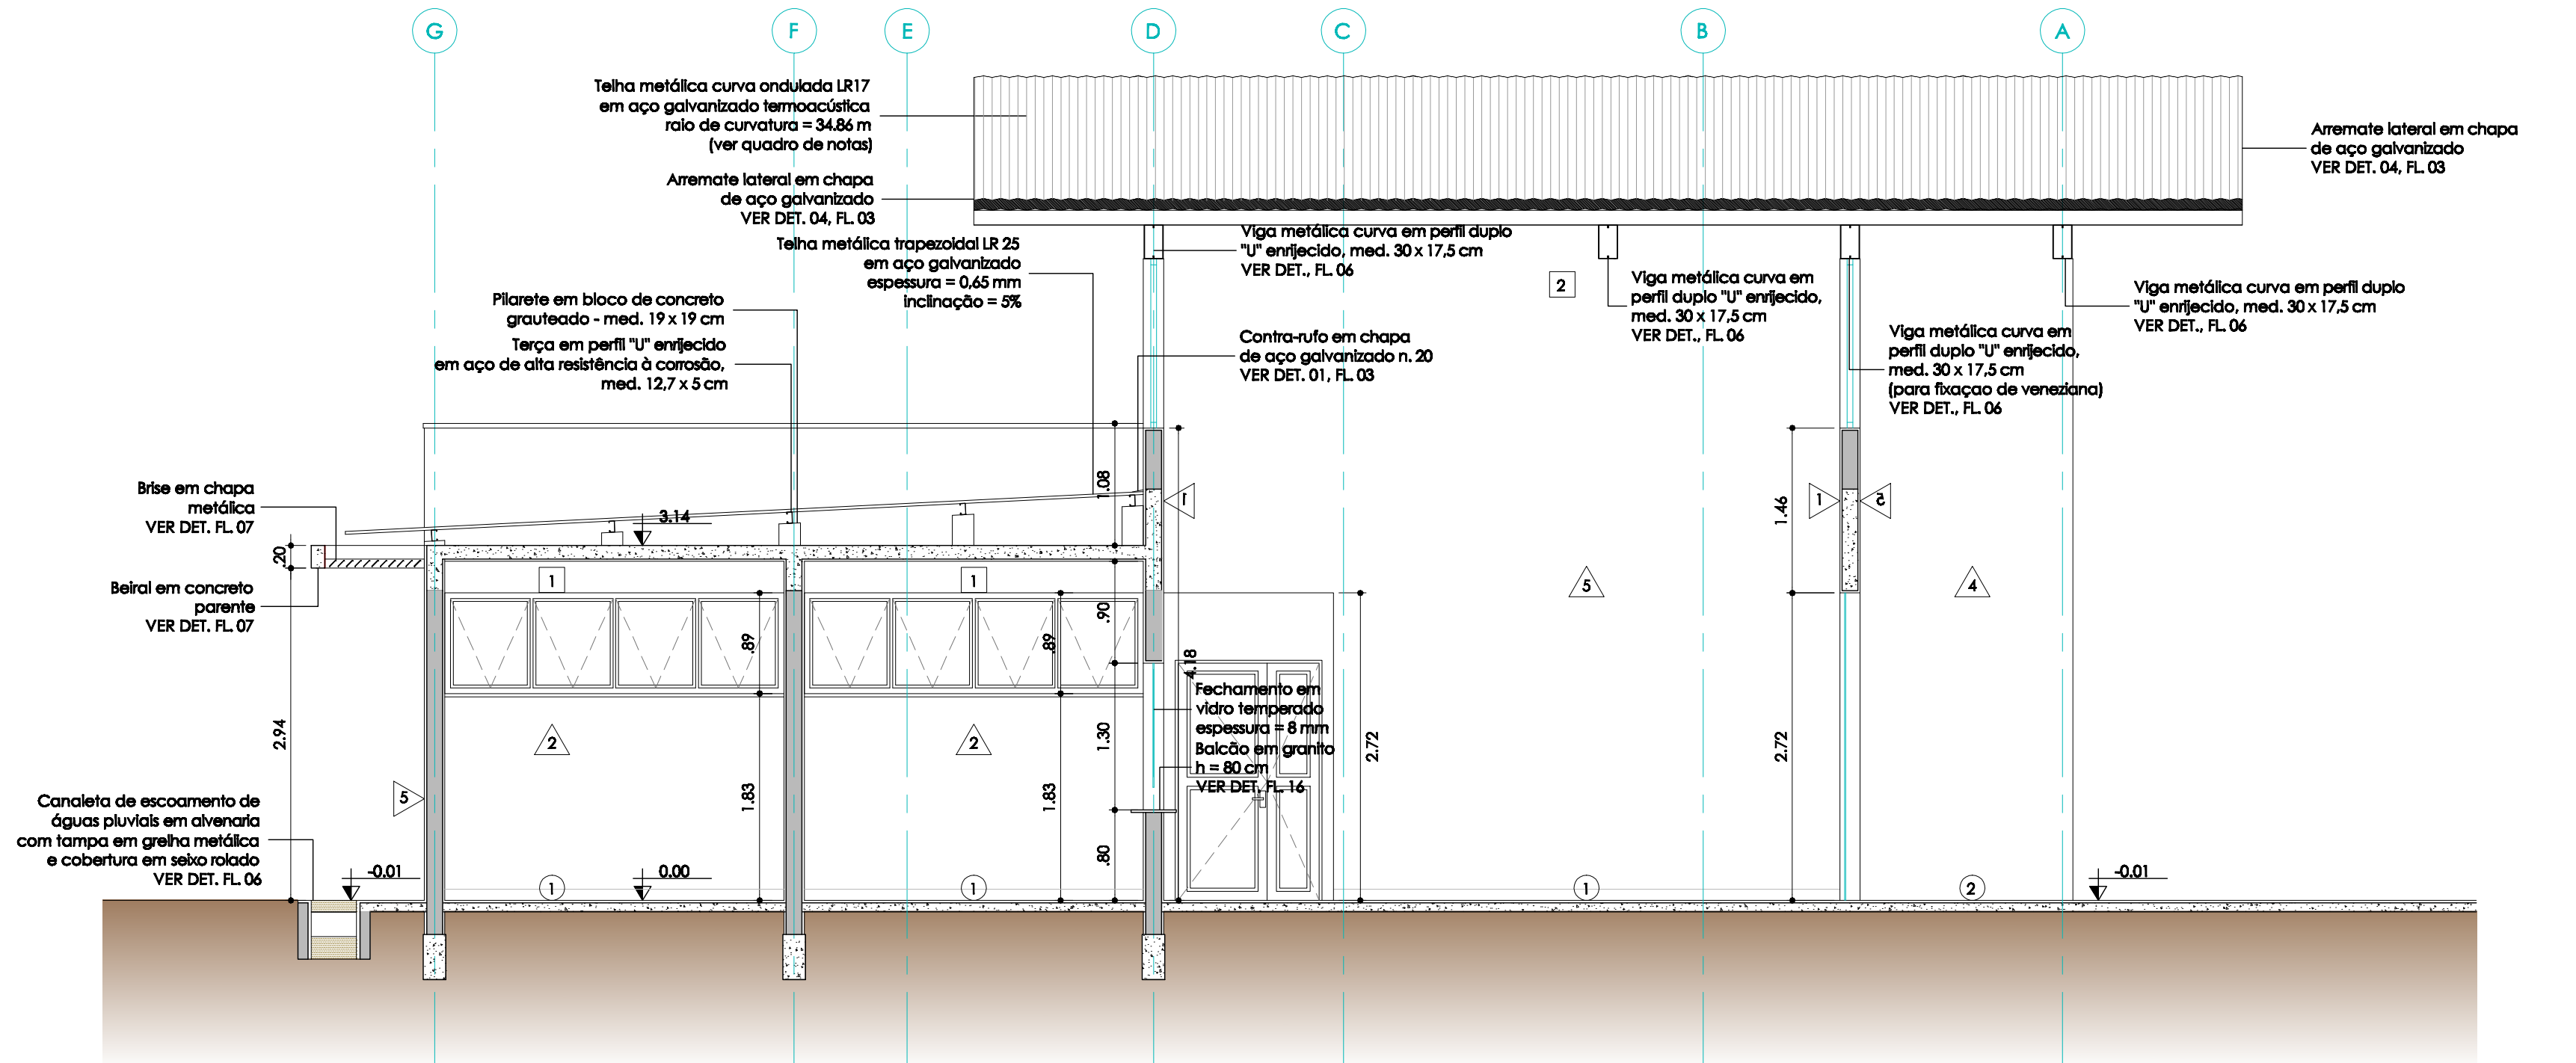 G
F
E
D
C
B
A
Telha metálica curva ondulada LR17
em aço galvanizado termoacústica
raio de curvatura = 34.86 m
(ver quadro de notas)
Arremate lateral em chapa
de aço galvanizado
VER DET. 04, FL. 03
Arremate lateral em chapa
de aço galvanizado
VER DET. 04, FL. 03
Telha metálica trapezoidal LR 25
em aço galvanizado
espessura = 0,65 mm
inclinação = 5%
Viga metálica curva em perfil duplo
"U" enrijecido, med. 30 x 17,5 cm
VER DET., FL. 06
2
Viga metálica curva em
perfil duplo "U" enrijecido,
med. 30 x 17,5 cm
VER DET., FL. 06
Viga metálica curva em perfil duplo
"U" enrijecido, med. 30 x 17,5 cm
VER DET., FL. 06
Viga metálica curva em
perfil duplo "U" enrijecido,
med. 30 x 17,5 cm
(para fixaçao de veneziana)
VER DET., FL. 06
Pilarete em bloco de concreto
grauteado - med. 19 x 19 cm
Terça em perfil "U" enrijecido
em aço de alta resistência à corrosão,
med. 12,7 x 5 cm
Contra-rufo em chapa
de aço galvanizado n. 20
VER DET. 01, FL. 03
Brise em chapa
metálica
VER DET. FL. 07
1.08
1
1.46
1
5
3.14
.20
Beiral em concreto
parente
VER DET. FL. 07
1
1
.90
5
4
.89
.89
4.18
Fechamento em
vidro temperado
espessura = 8 mm
Balcão em granito
h = 80 cm
VER DET. FL. 16
2.94
2
2
1.30
2.72
2.72
5
1.83
1.83
Canaleta de escoamento de
águas pluviais em alvenaria
com tampa em grelha metálica
e cobertura em seixo rolado
VER DET. FL. 06
.80
-0.01
0.00
-0.01
1
1
1
2